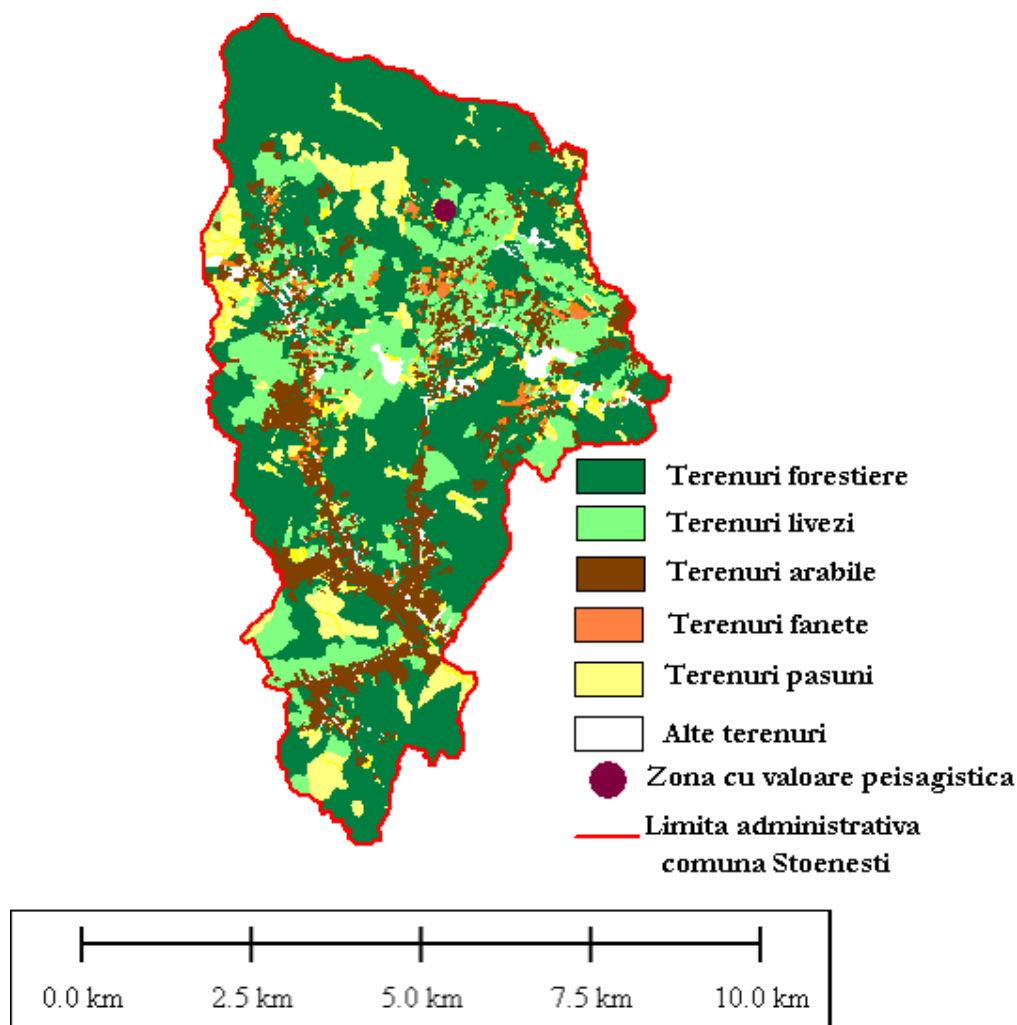 Terenuri forestiere
Terenuri livezi
Terenuri arabile
Terenuri fanete
Terenuri pasuni
Alte terenuri
Zona cu valoare peisagistica
Limita administrativa
comuna Stoenesti
0.0 km 2.5 km 5.0 km 7.5 km 10.0 km